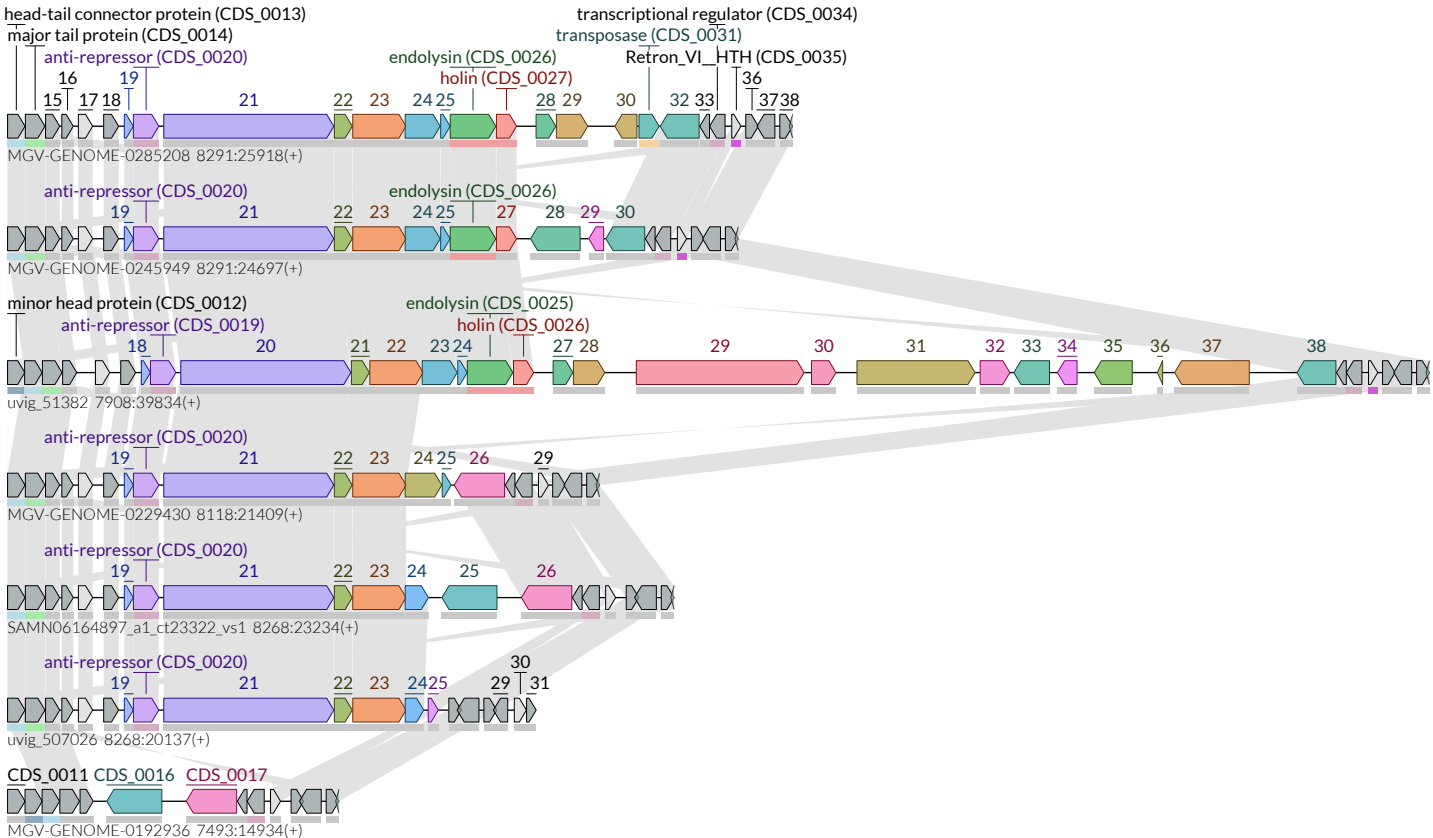 head-tail connector protein (CDS_0013) transcriptional regulator (CDS_0034)
major tail protein (CDS_0014) transposase (CDS_0031)
anti-repressor (CDS_0020) endolysin (CDS_0026) Retron_VI__HTH (CDS_0035)
16 19 holin (CDS_0027) 36
15 17 18 21 22 23 24 25 28 29 30 32 33 37 38
MGV-GENOME-0285208 8291:25918(+)
anti-repressor (CDS_0020) endolysin (CDS_0026)
19 21 22 23 24 25 27 28 29 30
MGV-GENOME-0245949 8291:24697(+)
minor head protein (CDS_0012) endolysin (CDS_0025)
anti-repressor (CDS_0019) holin (CDS_0026)
18 20 21 22 23 24 27 28 29 30 31 32 33 34 35 36 37 38
uvig_51382 7908:39834(+)
anti-repressor (CDS_0020)
19 21 22 23 24 25 26 29
MGV-GENOME-0229430 8118:21409(+)
anti-repressor (CDS_0020)
19 21 22 23 24 25 26
SAMN06164897_a1_ct23322_vs1 8268:23234(+)
anti-repressor (CDS_0020) 30
19 21 22 23 24 25 29 31
uvig_507026 8268:20137(+)
CDS_0011 CDS_0016 CDS_0017
MGV-GENOME-0192936 7493:14934(+)